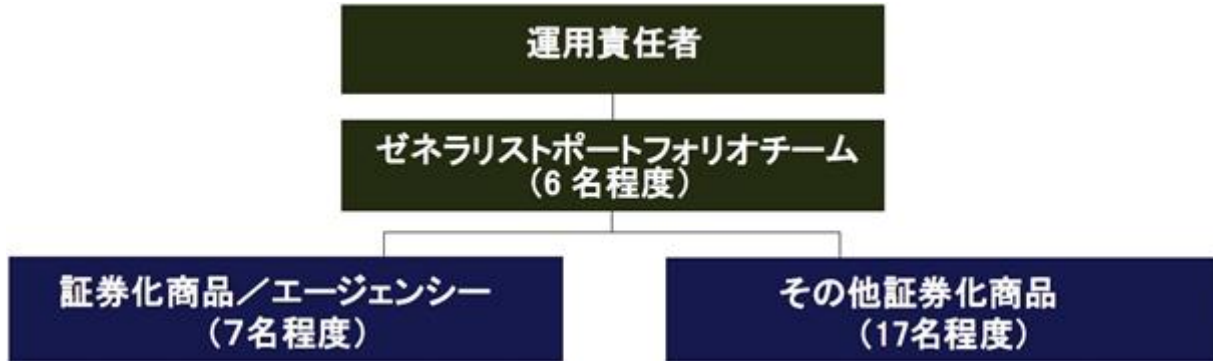 運用責任者
ゼネラリストポートフォリオチーム
（6 名程度）
証券化商品／エージェンシー
（7名程度）
その他証券化商品
（17名程度）